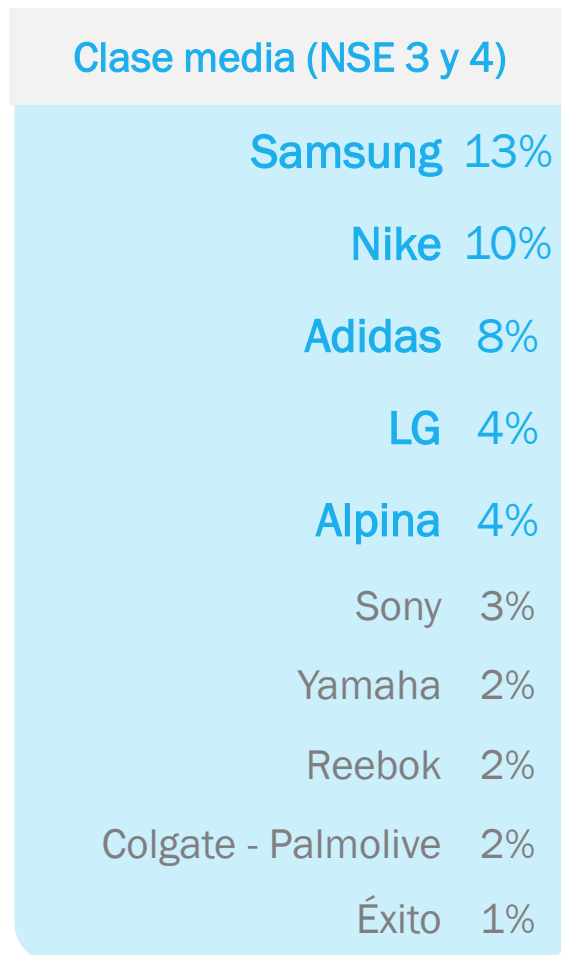 Clase media (NSE 3 y 4)
Samsung 13%
Nike 10%
Adidas 8%
LG 4%
Alpina 4%
Sony 3%
Yamaha 2%
Reebok 2%
Colgate - Palmolive 2%
Éxito 1%